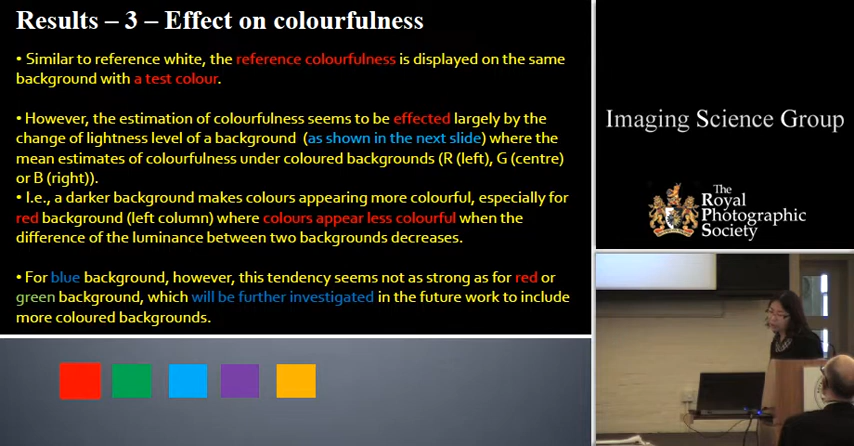 Results – 3 – Effect on colourfulness
• Similar to reference white, the reference colourfulness is displayed on the same
background with a test colour.
• However, the estimation of colourfulness seems to be effected largely by the
change of lightness level of a background (as shown in the next slide) where the
mean estimates of colourfulness under coloured backgrounds (R (left), G (centre)
or B (right)).
• I.e., a darker background makes colours appearing more colourful, especially for
red background (left column) where colours appear less colourful when the
difference of the luminance between two backgrounds decreases.
• For blue background, however, this tendency seems not as strong as for red or
green background, which will be further investigated in the future work to include
more coloured backgrounds.
Imaging Science Group
The
Royal
Photographic
Society